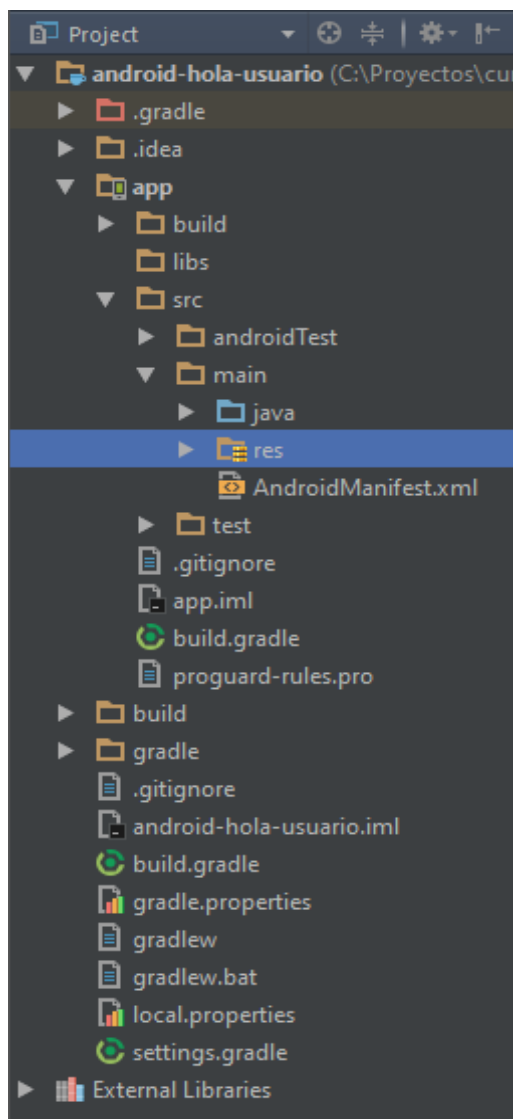 Project
android-hola-usuario (C:\Proyectos\cu
.gradle
.idea
app
build
libs
src
androidTest
main
java
res
AndroidManifest.xml
test
.gitignore
app.iml
build.gradle
proguard-rules.pro
build
gradle
.gitignore
android-hola-usuario.iml
build.gradle
gradle.properties
gradlew
gradlew.bat
local.properties
settings.gradle
External Libraries